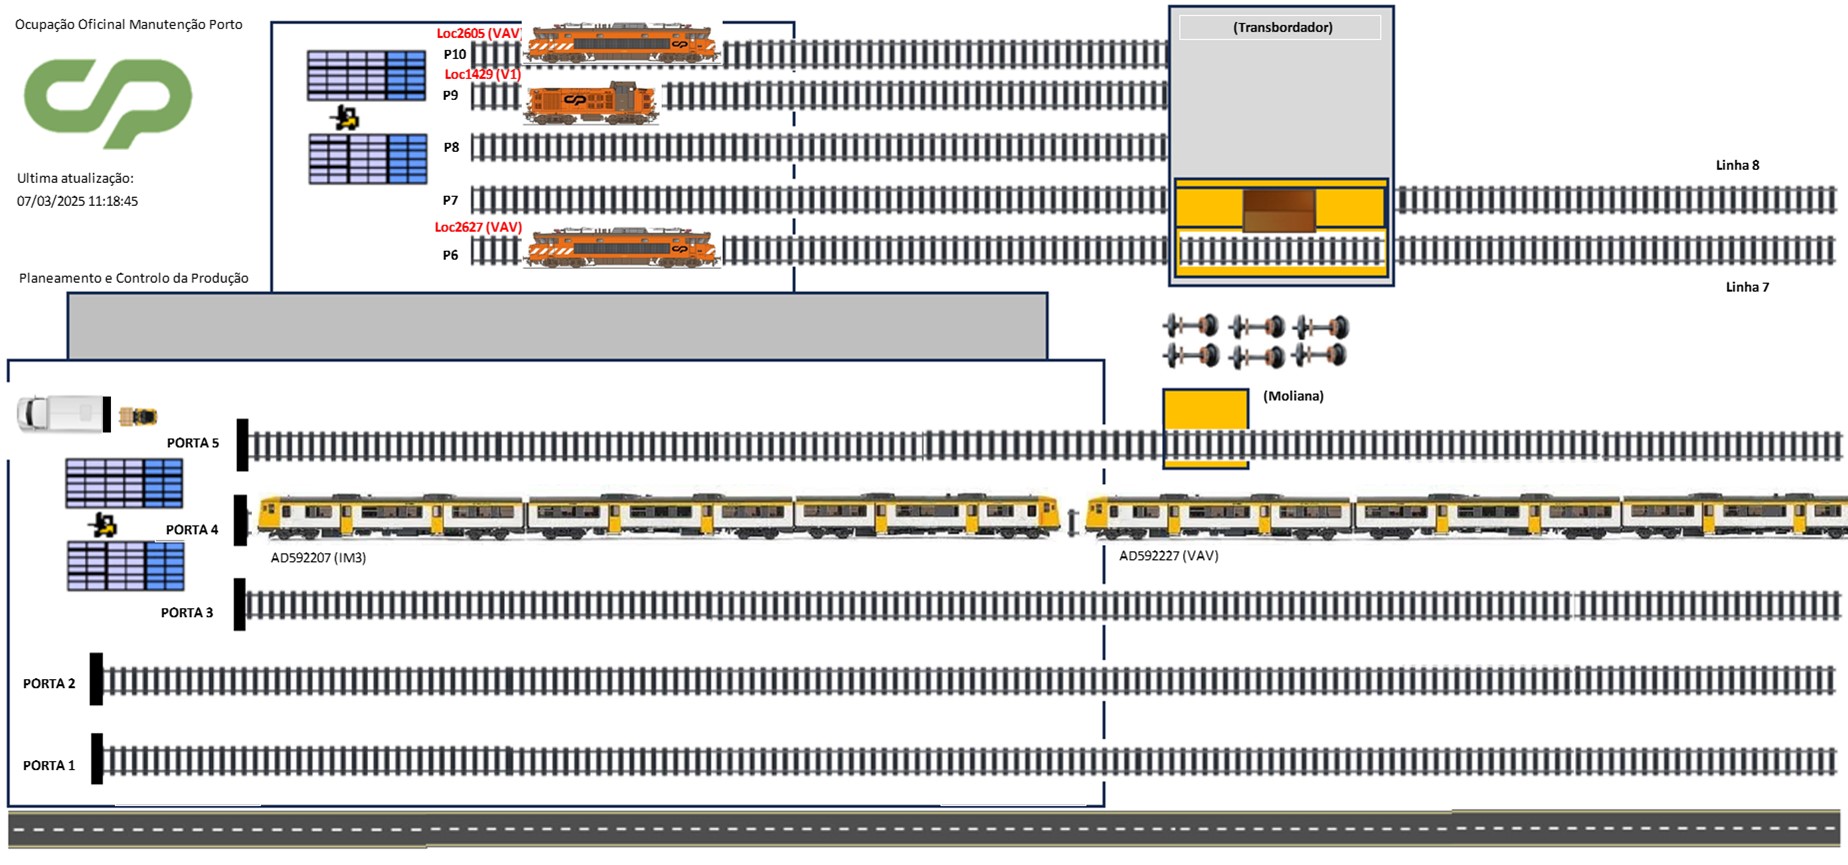 Ocupação Oficinal Manutenção Porto
CP
Ultima atualização:
07/03/2025 11:18:45
Planeamento e Controlo da Produção
Loc2605 (VAV)
P10
Loc1429 (V1)
P9
P8
P7
Loc2627 (VAV)
P6
(Transbordador)
Linha 8
Linha 7
(Moliana)
PORTA 5
PORTA 4
AD592207 (IM3)
AD592227 (VAV)
PORTA 3
PORTA 2
PORTA 1